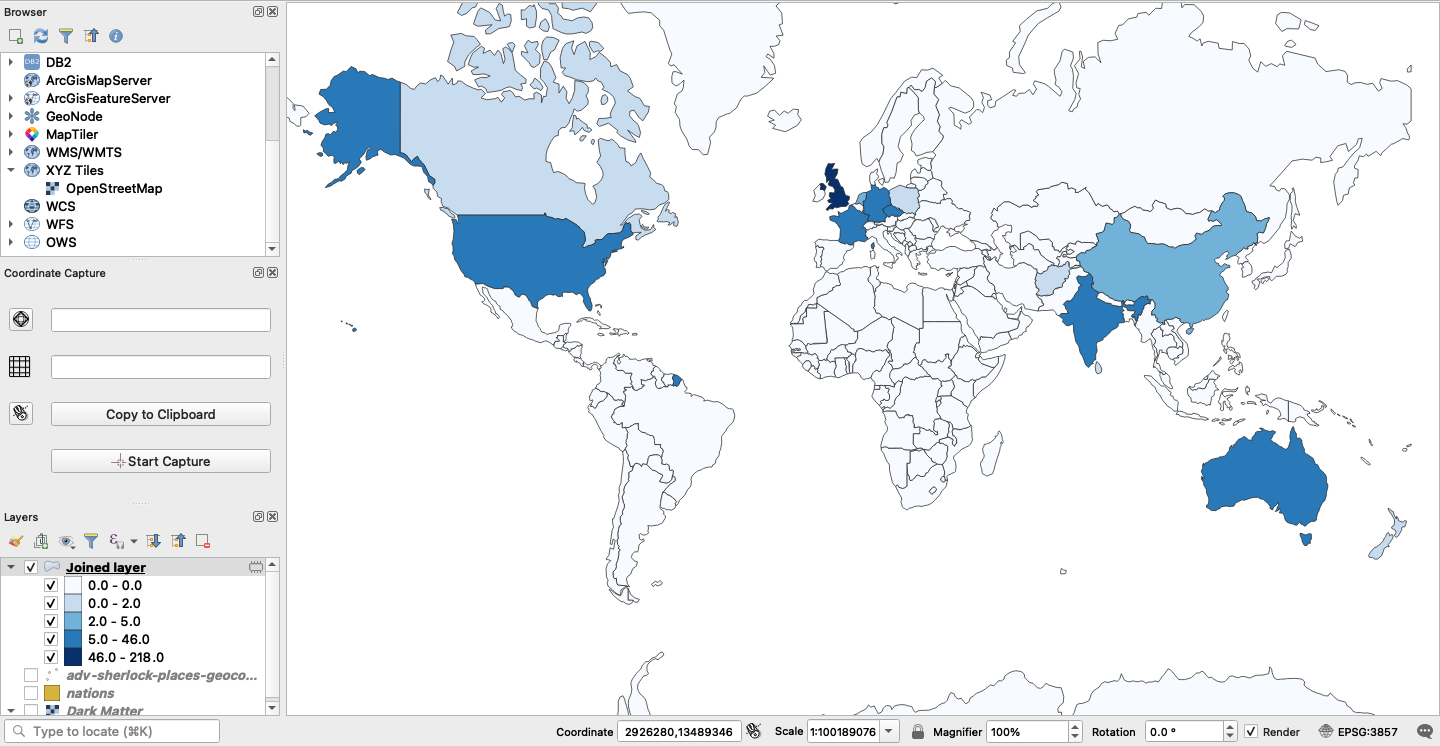 Browser
DB2
DB2
ArcGisMapServer
ArcGisFeatureServer
GeoNode
MapTiler
WMS/WMTS
XYZ Tiles
OpenStreetMap
WCS
WFS
OWS
Coordinate Capture
Copy to Clipboard
Start Capture
Layers
Joined layer
0.0 - 0.0
0.0 - 2.0
2.0 - 5.0
5.0 - 46.0
46.0 - 218.0
adv-sherlock-places-geoco...
nations
Dark Matter
Type to locate (⌘K)
Coordinate 2926280,13489346 Scale 1:100189076 Magnifier 100% Rotation 0.0 ° Render EPSG:3857